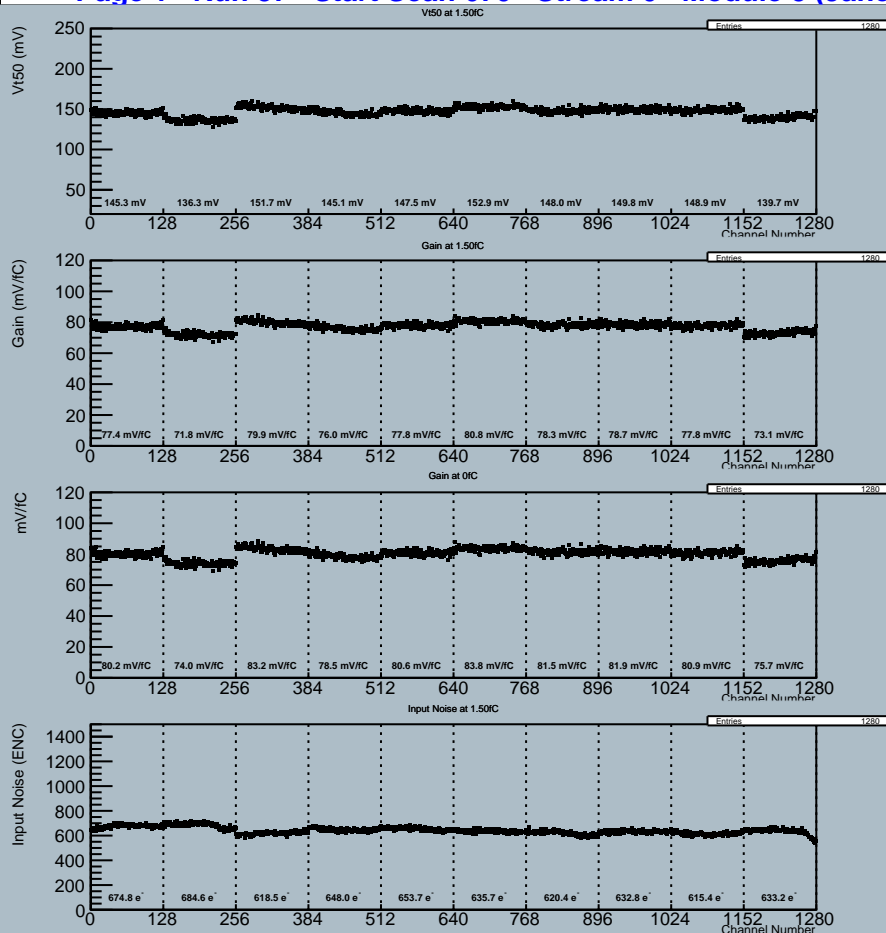 Vt50 at 1.50fC
Entries 1280
Vt50 (mV)
250
200
150
100
50
145.3 mV 136.3 mV 151.7 mV 145.1 mV 147.5 mV 152.9 mV 148.0 mV 149.8 mV 148.9 mV 139.7 mV
0 128 256 384 512 640 768 896 1024 1152 1280
Channel Number
Gain at 1.50fC
Entries 1280
Gain (mV/fC)
120
100
80
60
40
20
0
77.4 mV/fC 71.8 mV/fC 79.9 mV/fC 76.0 mV/fC 77.8 mV/fC 80.8 mV/fC 78.3 mV/fC 78.7 mV/fC 77.8 mV/fC 73.1 mV/fC
0 128 256 384 512 640 768 896 1024 1152 1280
Channel Number
Gain at 0fC
Entries 1280
mV/fC
120
100
80
60
40
20
0
80.2 mV/fC 74.0 mV/fC 83.2 mV/fC 78.5 mV/fC 80.6 mV/fC 83.8 mV/fC 81.5 mV/fC 81.9 mV/fC 80.9 mV/fC 75.7 mV/fC
0 128 256 384 512 640 768 896 1024 1152 1280
Channel Number
Input Noise at 1.50fC
Entries 1280
Input Noise (ENC)
1400
1200
1000
800
600
400
200
0
674.8 e⁻ 684.6 e⁻ 618.5 e⁻ 648.0 e⁻ 653.7 e⁻ 635.7 e⁻ 620.4 e⁻ 632.8 e⁻ 615.4 e⁻ 633.2 e⁻
0 128 256 384 512 640 768 896 1024 1152 1280
Channel Number